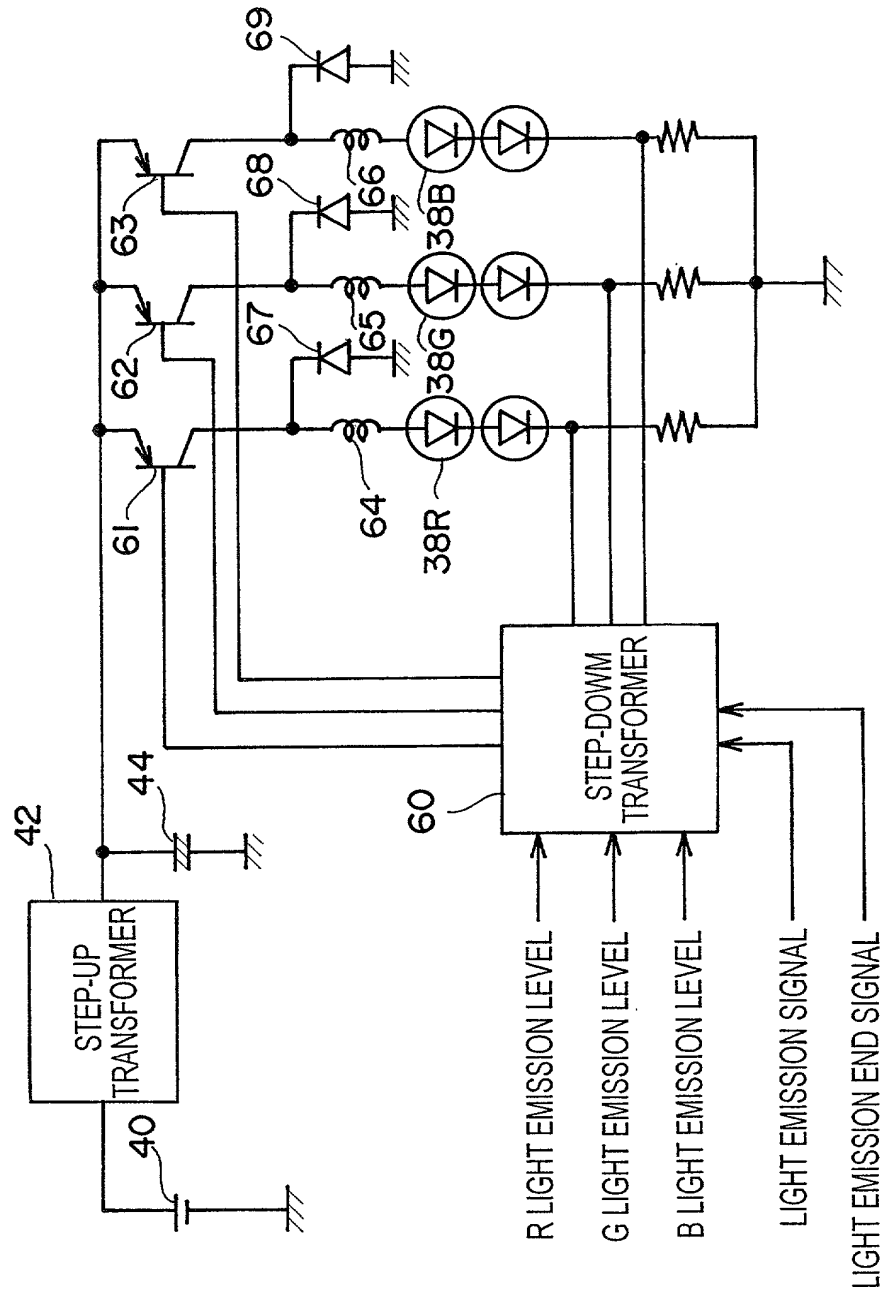 42
STEP-UP
TRANSFORMER
40
44
61
62
63
67
68
69
64
65
66
38R
38G
38B
60
STEP-DOWM
TRANSFORMER
R LIGHT EMISSION LEVEL
G LIGHT EMISSION LEVEL
B LIGHT EMISSION LEVEL
LIGHT EMISSION SIGNAL
LIGHT EMISSION END SIGNAL